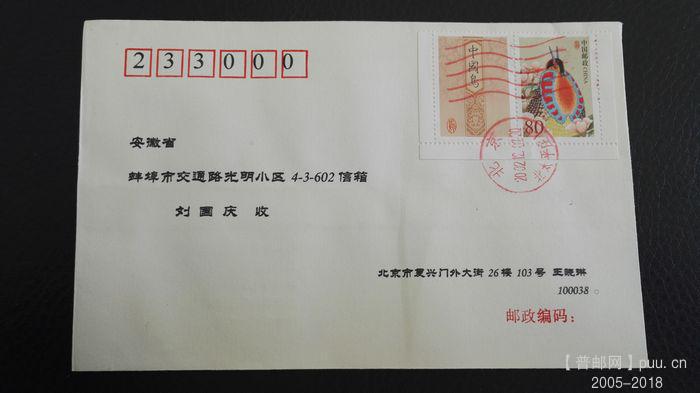 233000
中国鸟
中国邮政 CHINA
80
北京
安徽省
蚌埠市交通路光明小区 4-3-602 信箱
刘国庆 收
北京市复兴门外大街 26 楼 103 号 王晓琳
100038 。
邮政编码：
【普邮网】puu.cn
2005-2018